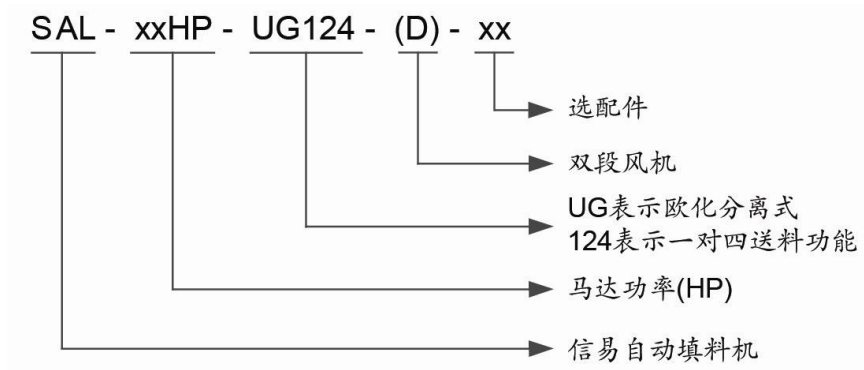 SAL - xxHP - UG124 - (D) - xx
选配件
双段风机
UG表示欧化分离式
124表示一对四送料功能
马达功率(HP)
信易自动填料机